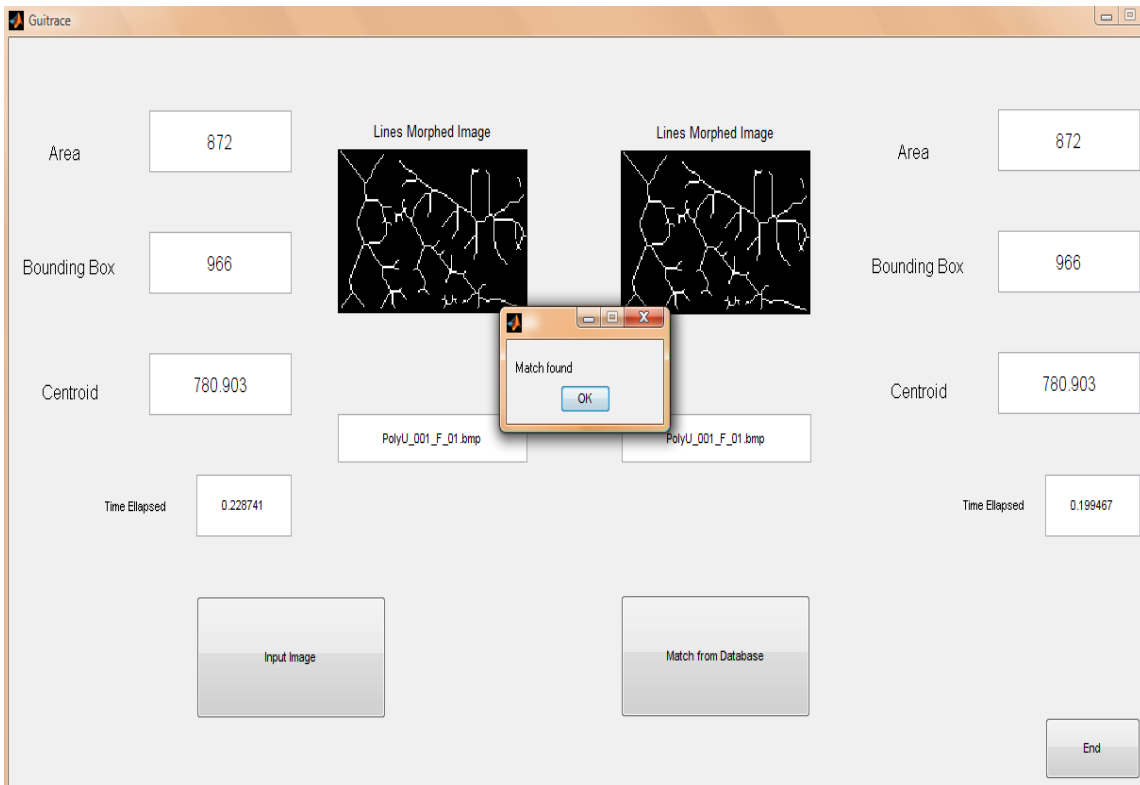 Guitrace
Area
872
Lines Morphed Image
Lines Morphed Image
Area
872
Bounding Box
966
Bounding Box
966
Match found
OK
Centroid
780.903
Centroid
780.903
PolyU_001_F_01.bmp
PolyU_001_F_01.bmp
Time Ellapsed
0.228741
Time Ellapsed
0.199467
Input Image
Match from Database
End